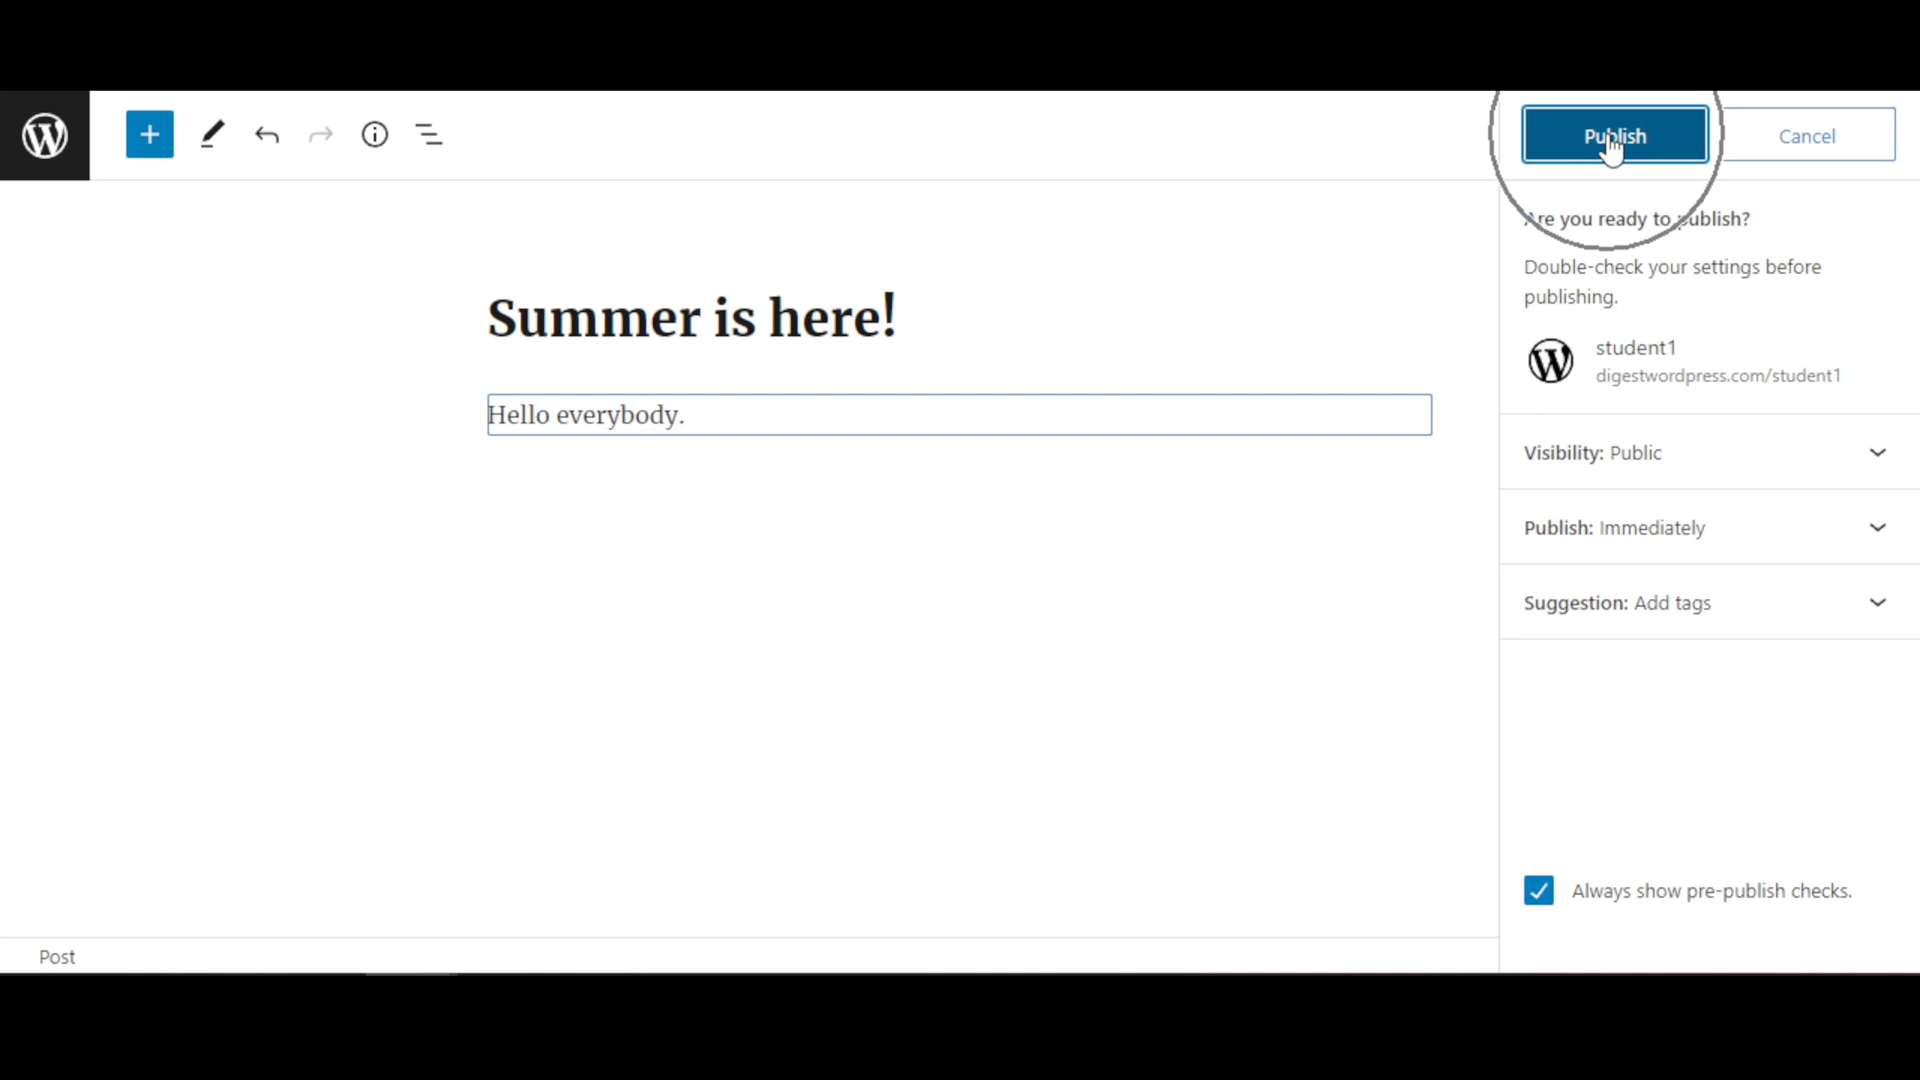 Publish
Cancel
Are you ready to publish?
Double-check your settings before
publishing.
student1
digestwordpress.com/student1
Summer is here!
Hello everybody.
Visibility: Public
Publish: Immediately
Suggestion: Add tags
Always show pre-publish checks.
Post